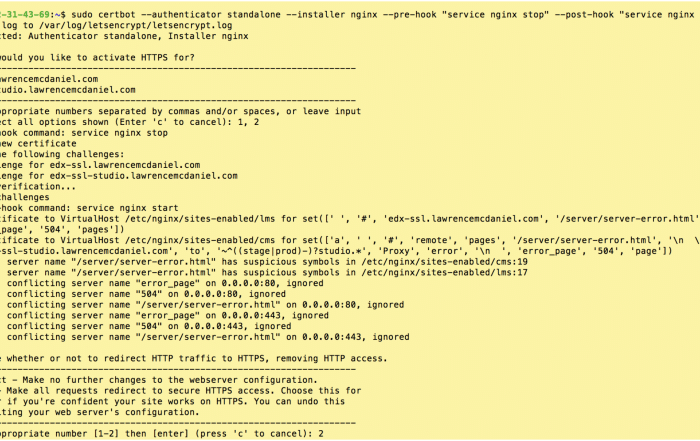 -31-43-69:~$ sudo certbot --authenticator standalone --installer nginx --pre-hook "service nginx stop" --post-hook "service nginx
log to /var/log/letsencrypt/letsencrypt.log
cted: Authenticator standalone, Installer nginx
would you like to activate HTTPS for?
-------------------------------------------------------------------------------
awrencemcdaniel.com
tudio.lawrencemcdaniel.com
-------------------------------------------------------------------------------
propriate numbers separated by commas and/or spaces, or leave input
ect all options shown (Enter 'c' to cancel): 1, 2
hook command: service nginx stop
new certificate
he following challenges:
lenge for edx-ssl.lawrencemcdaniel.com
lenge for edx-ssl-studio.lawrencemcdaniel.com
verification...
challenges
-hook command: service nginx start
tificate to VirtualHost /etc/nginx/sites-enabled/lms for set([' ', '#', 'edx-ssl.lawrencemcdaniel.com', '/server/server-error.html'
_page', '504', 'pages'])
tificate to VirtualHost /etc/nginx/sites-enabled/cms for set(['a', ' ', '#', 'remote', 'pages', '/server/server-error.html', '\n  \
-ssl-studio.lawrencemcdaniel.com', 'to', '~^((stage|prod)-)?studio.*', 'Proxy', 'error', '\n  ', 'error_page', '504', 'page'])
server name "/server/server-error.html" has suspicious symbols in /etc/nginx/sites-enabled/cms:19
server name "/server/server-error.html" has suspicious symbols in /etc/nginx/sites-enabled/lms:17
conflicting server name "error_page" on 0.0.0.0:80, ignored
conflicting server name "504" on 0.0.0.0:80, ignored
conflicting server name "/server/server-error.html" on 0.0.0.0:80, ignored
conflicting server name "error_page" on 0.0.0.0:443, ignored
conflicting server name "504" on 0.0.0.0:443, ignored
conflicting server name "/server/server-error.html" on 0.0.0.0:443, ignored
e whether or not to redirect HTTP traffic to HTTPS, removing HTTP access.
-------------------------------------------------------------------------------
ct - Make no further changes to the webserver configuration.
- Make all requests redirect to secure HTTPS access. Choose this for
r if you're confident your site works on HTTPS. You can undo this
iting your web server's configuration.
-------------------------------------------------------------------------------
propriate number [1-2] then [enter] (press 'c' to cancel): 2